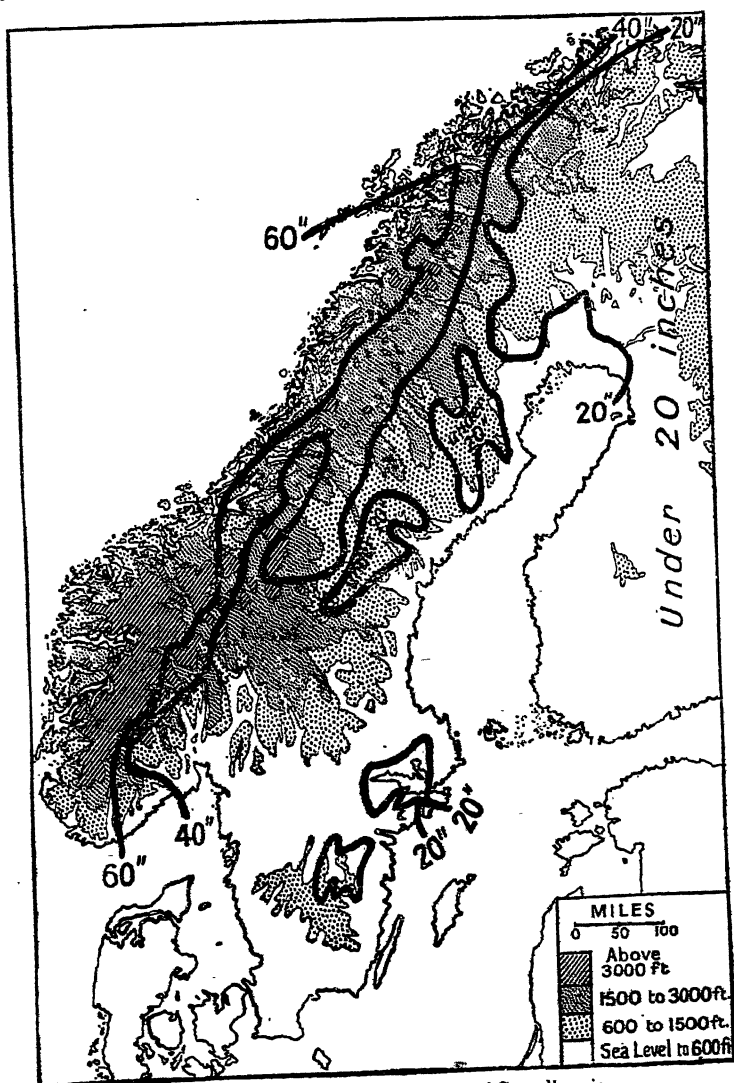 40" 20"
60"
Under 20 inches
20"
20" 20"
40"
60"
MILES
0 50 100
Above
3000 ft
1500 to 3000ft.
600 to 1500ft.
Sea Level to 600ft